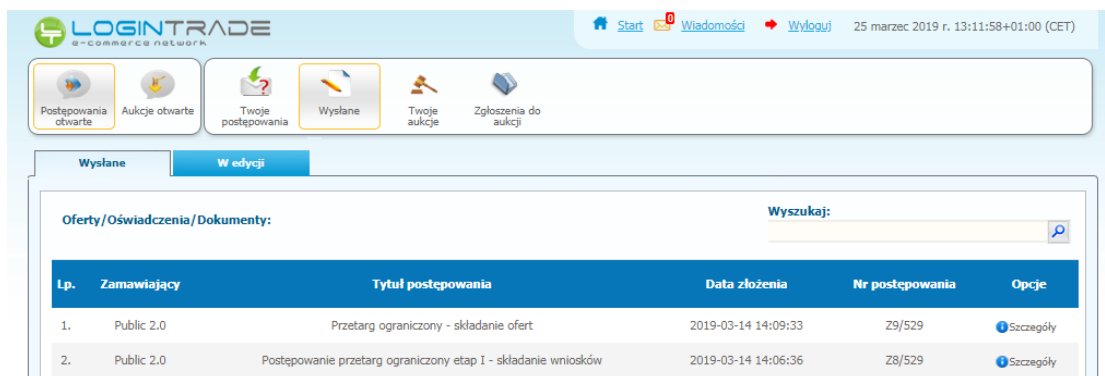 LOGINTRADE
e-commerce network
Start 0 Wiadomości Wyloguj 25 marzec 2019 r. 13:11:58+01:00 (CET)
Postępowania otwarte
Aukcje otwarte
Twoje postępowania
Wysłane
Twoje aukcje
Zgłoszenia do aukcji
Wysłane W edycji
Oferty/Oświadczenia/Dokumenty:
Wyszukaj:
Lp. Zamawiający Tytuł postępowania Data złożenia Nr postępowania Opcje
1. Public 2.0 Przetarg ograniczony - składanie ofert 2019-03-14 14:09:33 Z9/529 Szczegóły
2. Public 2.0 Postępowanie przetarg ograniczony etap I - składanie wniosków 2019-03-14 14:06:36 Z8/529 Szczegóły